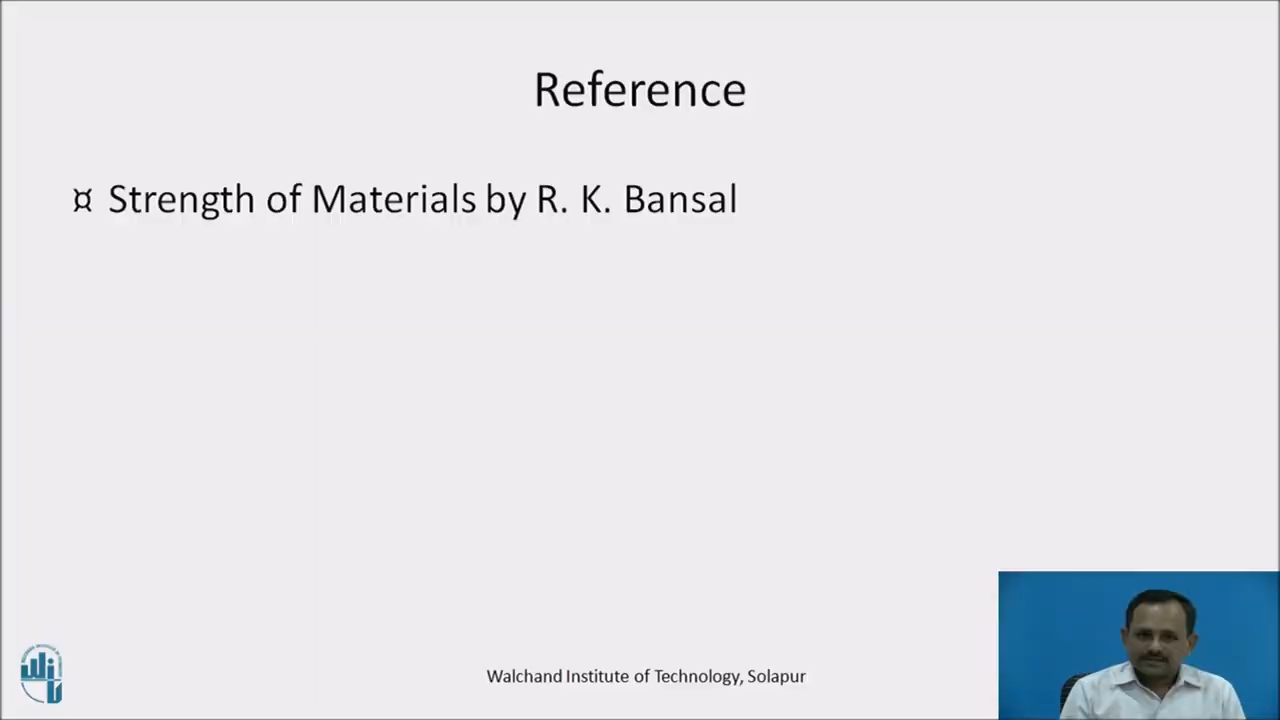 Reference
¤ Strength of Materials by R. K. Bansal
Walchand Institute of Technology, Solapur